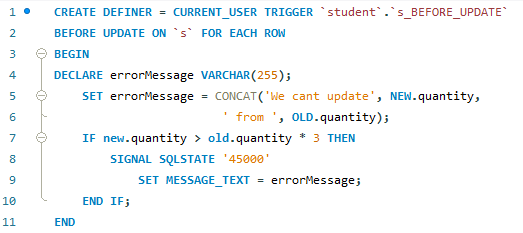 1 CREATE DEFINER = CURRENT_USER TRIGGER `student`.`s_BEFORE_UPDATE`
2 BEFORE UPDATE ON `s` FOR EACH ROW
3 BEGIN
4 DECLARE errorMessage VARCHAR(255);
5 SET errorMessage = CONCAT('We cant update', NEW.quantity,
6 ' from ', OLD.quantity);
7 IF new.quantity > old.quantity * 3 THEN
8 SIGNAL SQLSTATE '45000'
9 SET MESSAGE_TEXT = errorMessage;
10 END IF;
11 END